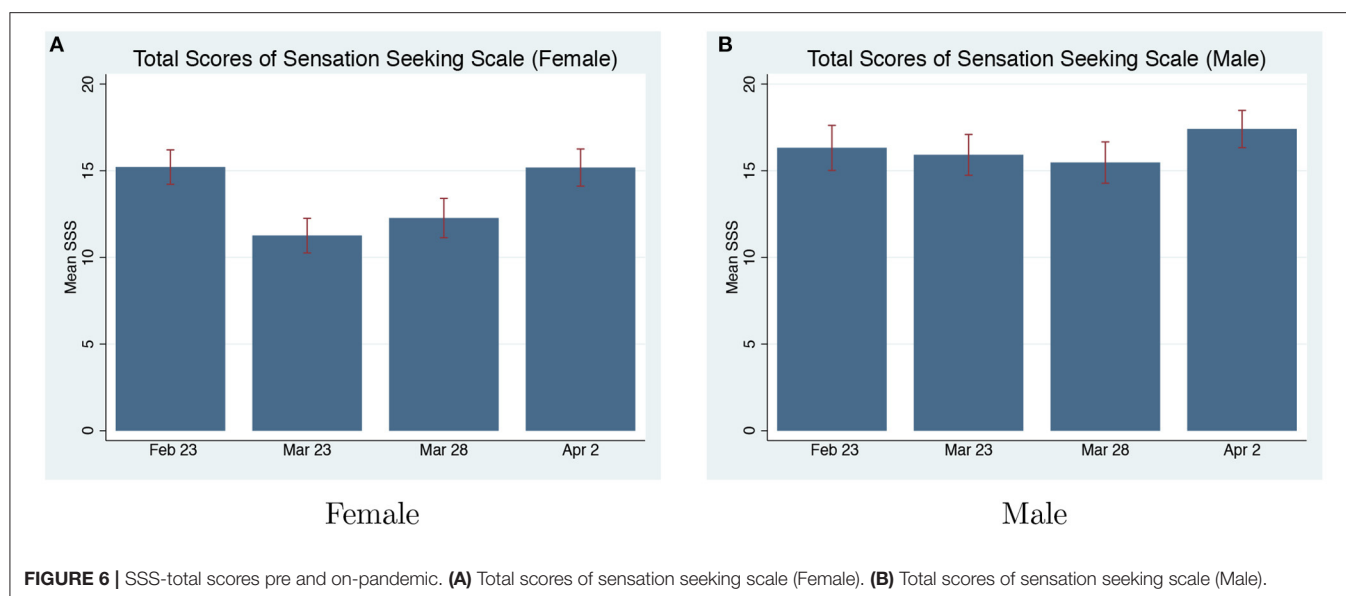 A
Total Scores of Sensation Seeking Scale (Female)
Mean SSS
20
15
10
5
0
Feb 23 Mar 23 Mar 28 Apr 2
Female
B
Total Scores of Sensation Seeking Scale (Male)
Mean SSS
20
15
10
5
0
Feb 23 Mar 23 Mar 28 Apr 2
Male
FIGURE 6 | SSS-total scores pre and on-pandemic. (A) Total scores of sensation seeking scale (Female). (B) Total scores of sensation seeking scale (Male).